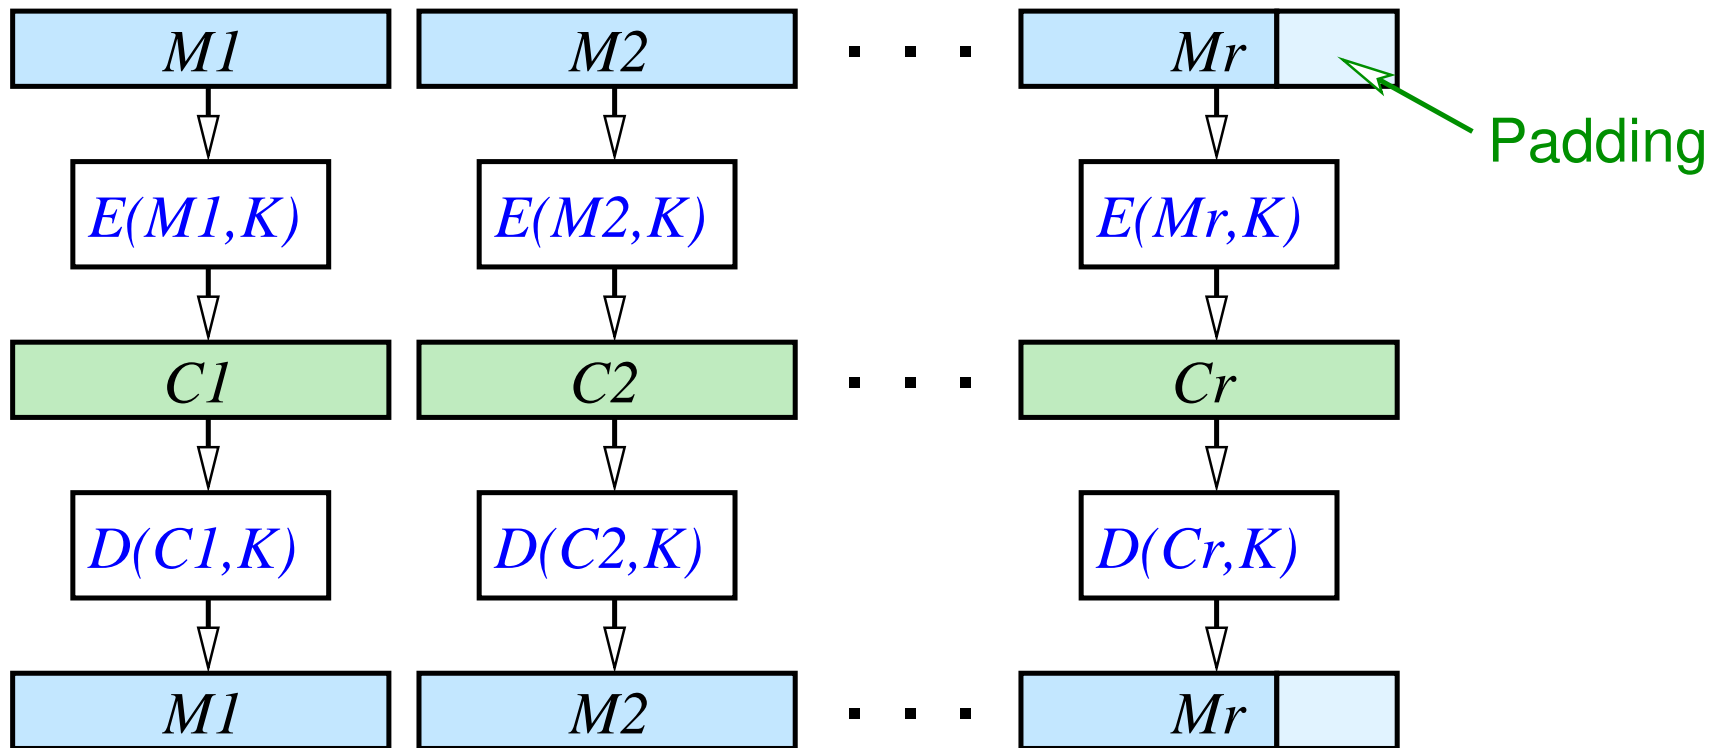 M1 M2 . . . Mr
Padding
E(M1,K) E(M2,K) E(Mr,K)
C1 C2 . . . Cr
D(C1,K) D(C2,K) D(Cr,K)
M1 M2 . . . Mr